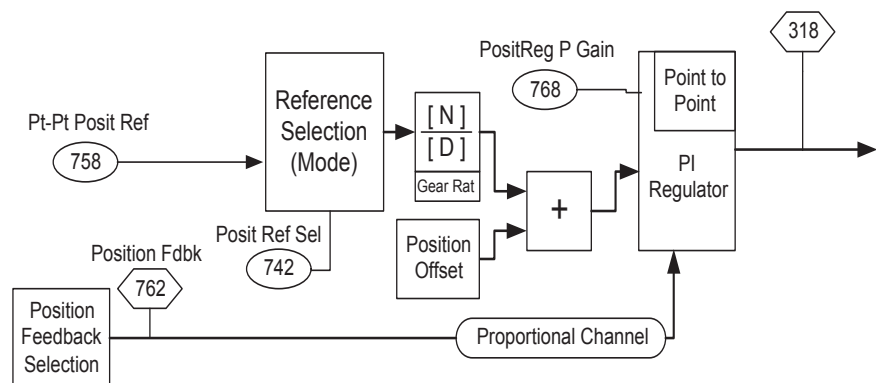 318
PositReg P Gain
768
Point to
Point
Reference
Selection
(Mode)
[ N ]
[ D ]
Gear Rat
Pt-Pt Posit Ref
758
PI
Regulator
+
Posit Ref Sel
742
Position
Offset
Position Fdbk
762
Position
Feedback
Selection
Proportional Channel